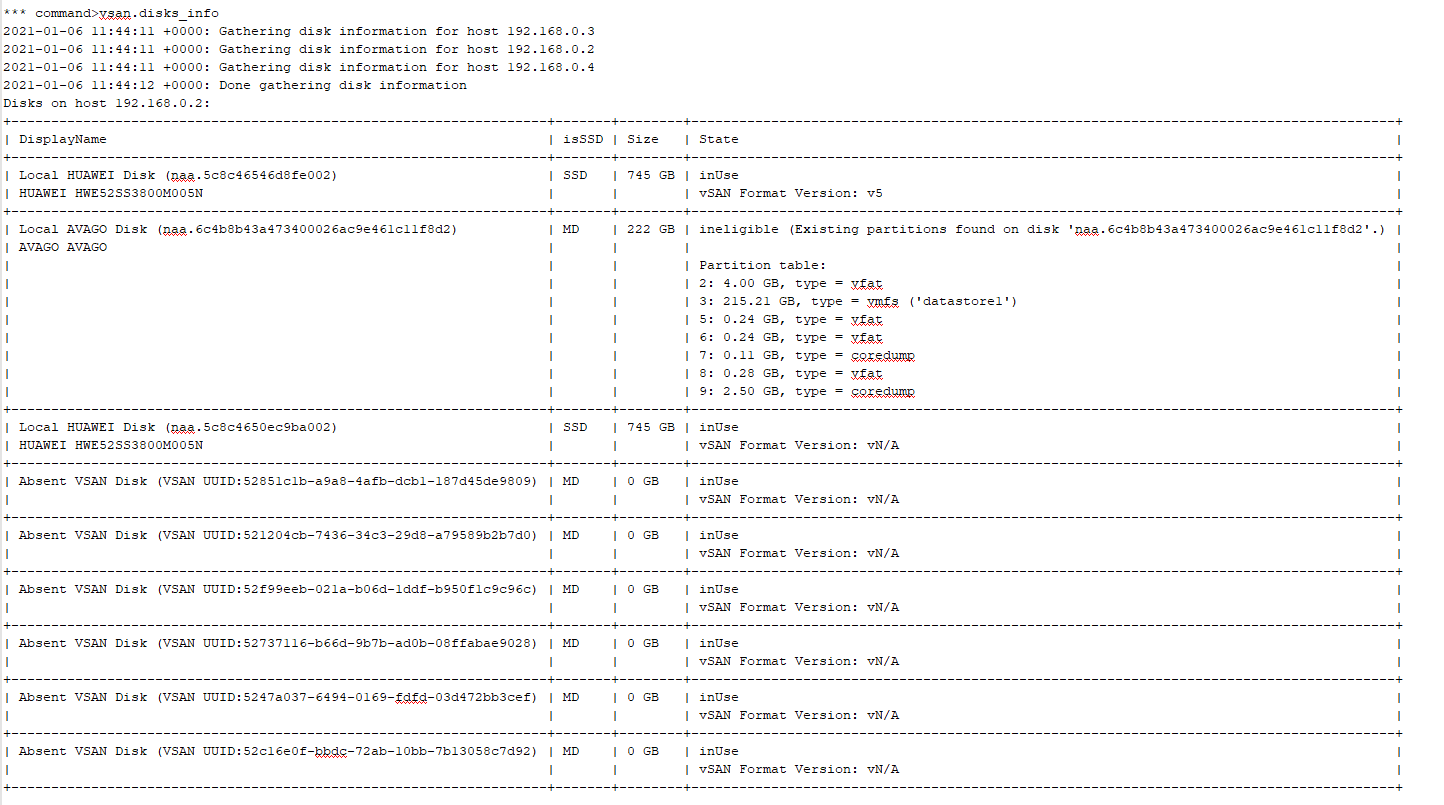 *** command>vsan.disks_info
2021-01-06 11:44:11 +0000: Gathering disk information for host 192.168.0.3
2021-01-06 11:44:11 +0000: Gathering disk information for host 192.168.0.2
2021-01-06 11:44:11 +0000: Gathering disk information for host 192.168.0.4
2021-01-06 11:44:12 +0000: Done gathering disk information
Disks on host 192.168.0.2:
| DisplayName | isSSD | Size | State |
| Local HUAWEI Disk (naa.5c8c46546d8fe002) | SSD | 745 GB | inUse |
| HUAWEI HWE52SS3800M005N | | | vSAN Format Version: v5 |
| Local AVAGO Disk (naa.6c4b8b43a473400026ac9e461c11f8d2) | MD | 222 GB | ineligible (Existing partitions found on disk 'naa.6c4b8b43a473400026ac9e461c11f8d2'.) |
| AVAGO AVAGO | | | |
| | | | Partition table: |
| | | | 2: 4.00 GB, type = vfat |
| | | | 3: 215.21 GB, type = vmfs ('datastore1') |
| | | | 5: 0.24 GB, type = vfat |
| | | | 6: 0.24 GB, type = vfat |
| | | | 7: 0.11 GB, type = coredump |
| | | | 8: 0.28 GB, type = vfat |
| | | | 9: 2.50 GB, type = coredump |
| Local HUAWEI Disk (naa.5c8c4650ec9ba002) | SSD | 745 GB | inUse |
| HUAWEI HWE52SS3800M005N | | | vSAN Format Version: vN/A |
| Absent VSAN Disk (VSAN UUID:52851c1b-a9a8-4afb-dcb1-187d45de9809) | MD | 0 GB | inUse |
| | | | vSAN Format Version: vN/A |
| Absent VSAN Disk (VSAN UUID:521204cb-7436-34c3-29d8-a79589b2b7d0) | MD | 0 GB | inUse |
| | | | vSAN Format Version: vN/A |
| Absent VSAN Disk (VSAN UUID:52f99eeb-021a-b06d-1ddf-b950f1c9c96c) | MD | 0 GB | inUse |
| | | | vSAN Format Version: vN/A |
| Absent VSAN Disk (VSAN UUID:52737116-b66d-9b7b-ad0b-08ffabae9028) | MD | 0 GB | inUse |
| | | | vSAN Format Version: vN/A |
| Absent VSAN Disk (VSAN UUID:5247a037-6494-0169-fdfd-03d472bb3cef) | MD | 0 GB | inUse |
| | | | vSAN Format Version: vN/A |
| Absent VSAN Disk (VSAN UUID:52c16e0f-bbdc-72ab-10bb-7b13058c7d92) | MD | 0 GB | inUse |
| | | | vSAN Format Version: vN/A |